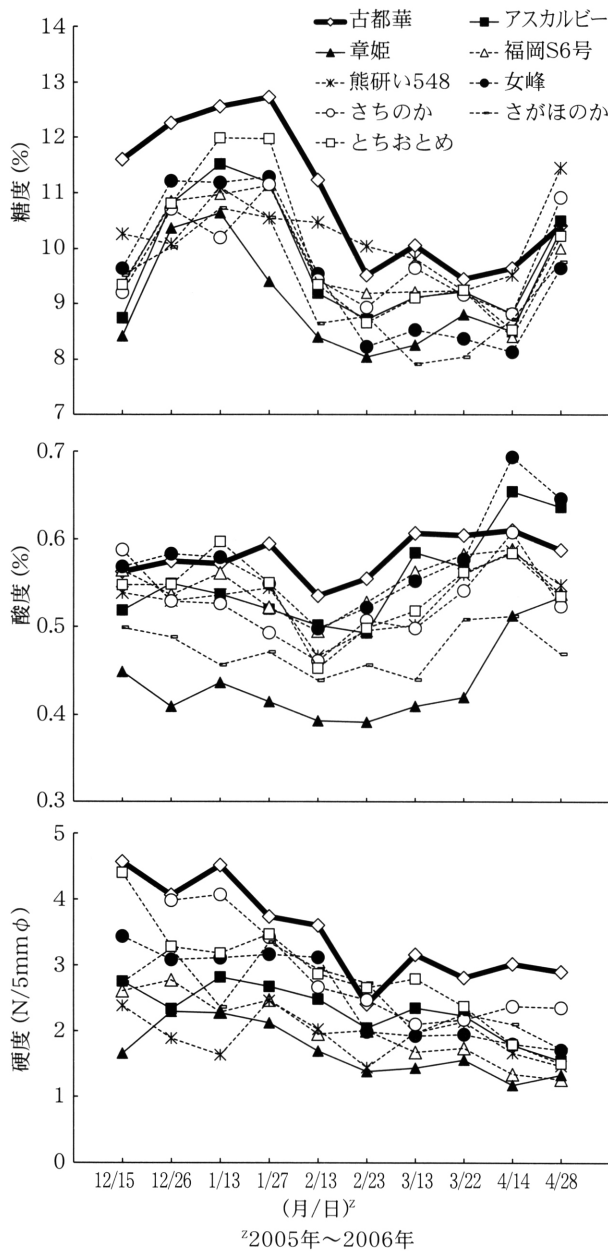 古都華
アスカルビー
章姫
福岡S6号
熊研い548
女峰
さちのか
さがほのか
とちおとめ
糖度 (%)
14
13
12
11
10
9
8
7
酸度 (%)
0.7
0.6
0.5
0.4
0.3
硬度 (N/5mmφ)
5
4
3
2
1
0
12/15 12/26 1/13 1/27 2/13 2/23 3/13 3/22 4/14 4/28
(月/日)ᶻ
ᶻ2005年～2006年